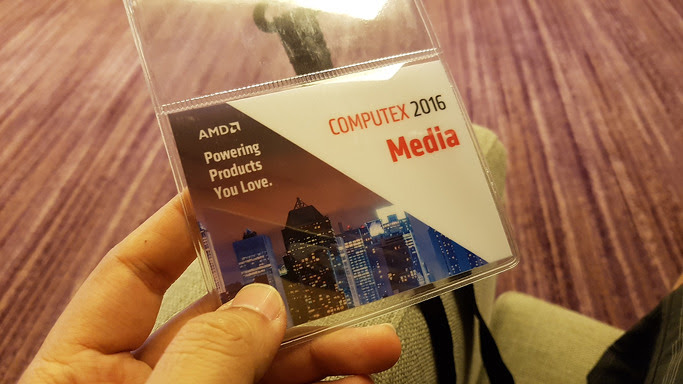 AMD
Powering
Products
You Love.
COMPUTEX 2016
Media